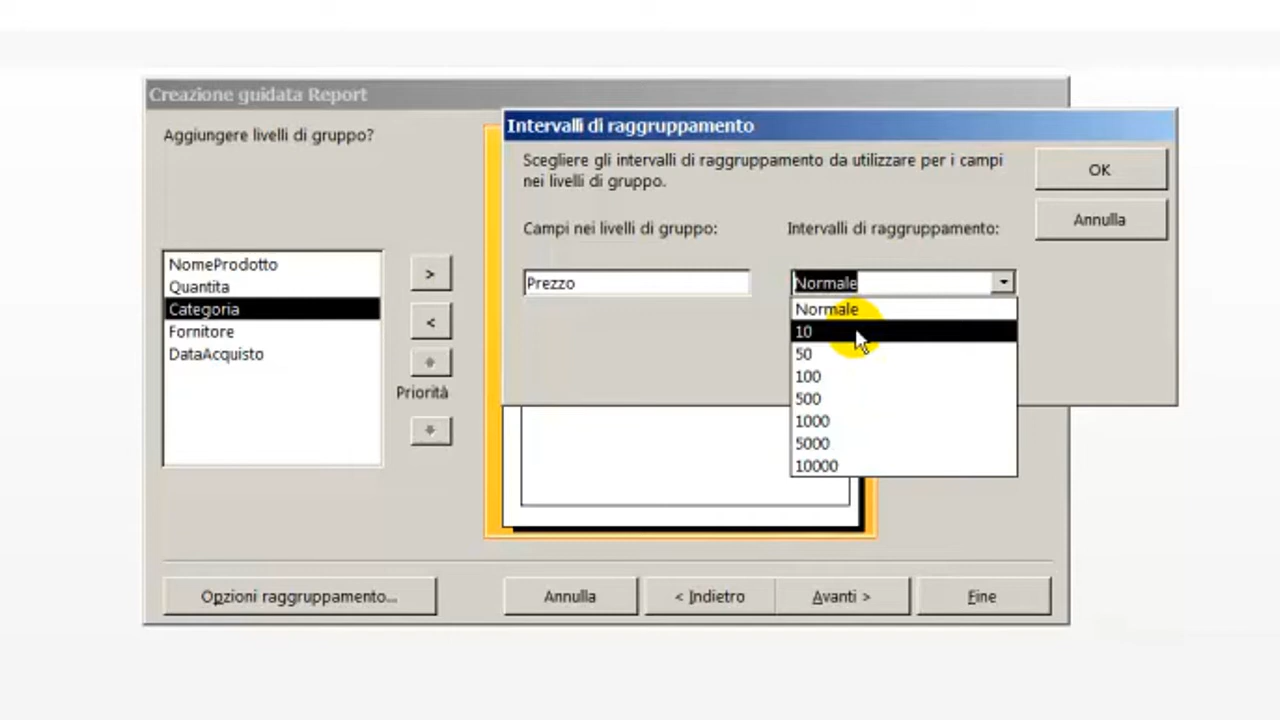 Creazione guidata Report
Aggiungere livelli di gruppo?
NomeProdotto
Quantita
Categoria
Fornitore
DataAcquisto
>
<
Priorità
Intervalli di raggruppamento
Scegliere gli intervalli di raggruppamento da utilizzare per i campi
nei livelli di gruppo.
OK
Annulla
Campi nei livelli di gruppo:
Intervalli di raggruppamento:
Prezzo
Normale
Normale
10
50
100
500
1000
5000
10000
Opzioni raggruppamento...
Annulla
< Indietro
Avanti >
Fine